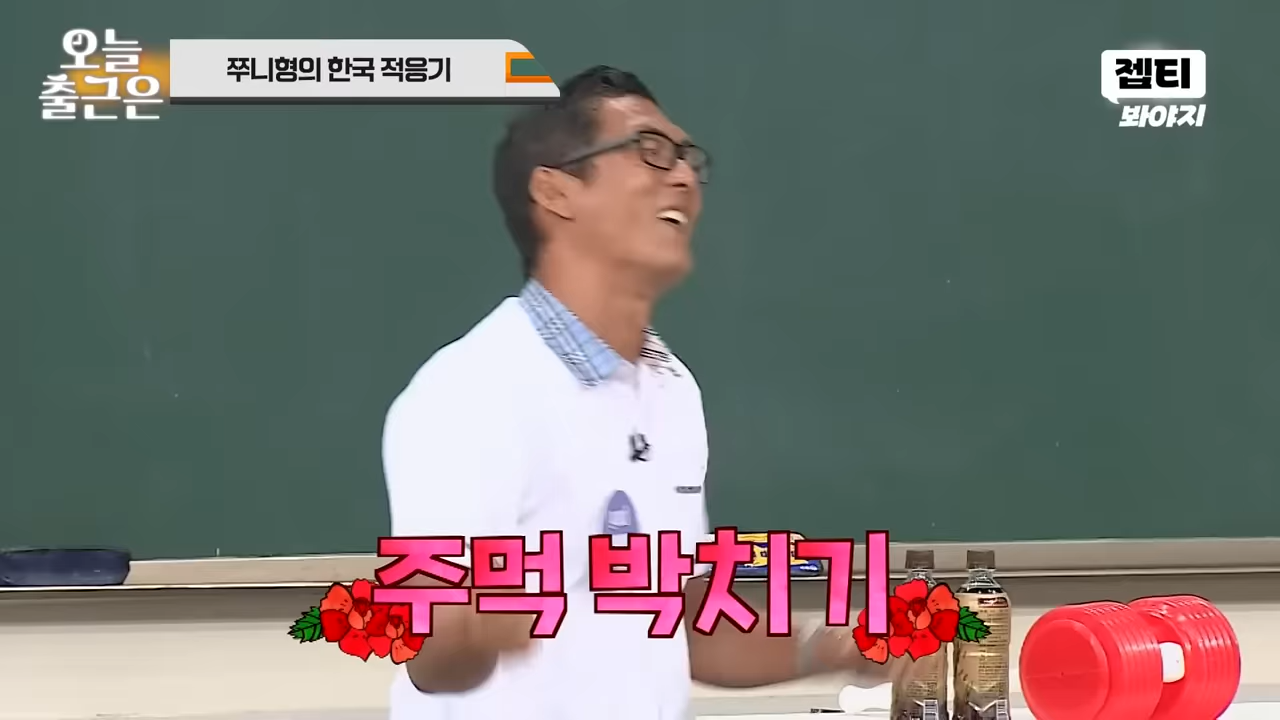 오늘
출근은
쭈니형의 한국 적응기
젭티
봐야지
주먹 박치기